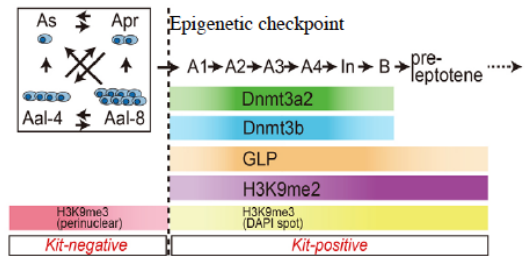 As Apr
Aal-4 Aal-8
Epigenetic checkpoint
A1 A2 A3 A4 In B pre-
leptotene
Dnmt3a2
Dnmt3b
GLP
H3K9me2
H3K9me3
(perinuclear)
H3K9me3
(DAPI spot)
Kit-negative Kit-positive